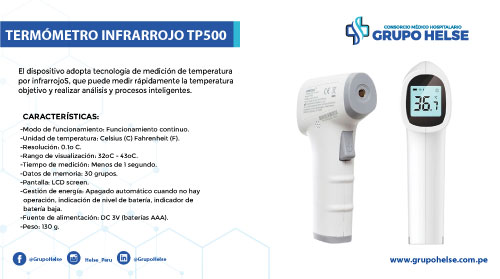 TERMÓMETRO INFRARROJO TP500
CONSORCIO MÉDICO HOSPITALARIO
GRUPO HELSE
El dispositivo adopta tecnología de medición de temperatura
por infrarrojoS, que puede medir rápidamente la temperatura
objetivo y realizar análisis y procesos inteligentes.
CARACTERÍSTICAS:
-Modo de funcionamiento: Funcionamiento continuo.
-Unidad de temperatura: Celsius (C) Fahrenheit (F).
-Resolución: 0.1o C.
-Rango de visualización: 32oC - 43oC.
-Tiempo de medición: Menos de 1 segundo.
-Datos de memoria: 30 grupos.
-Pantalla: LCD screen.
-Gestión de energía: Apagado automático cuando no hay
operación, indicación de nivel de batería, indicador de
batería baja.
-Fuente de alimentación: DC 3V (baterías AAA).
-Peso: 130 g.
36.7
@GrupoHelse
Helse_Peru
@GrupoHelse
www.grupohelse.com.pe